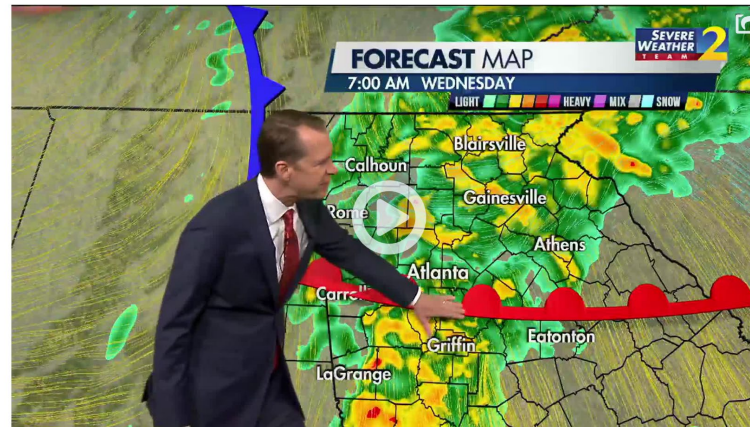 SEVERE
WEATHER 2
TEAM
FORECAST MAP
7:00 AM WEDNESDAY
LIGHT HEAVY MIX SNOW
Blairsville
Calhoun
Gainesville
Rome
Athens
Atlanta
Griffin
Eatonton
LaGrange